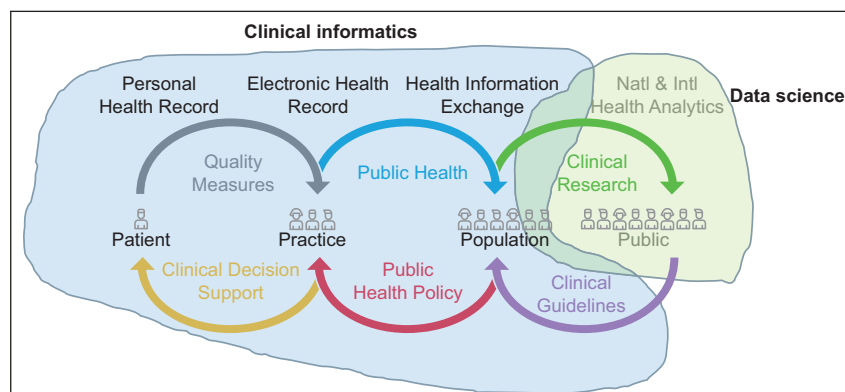 Clinical informatics
Personal
Health Record
Electronic Health
Record
Health Information
Exchange
Natl & Intl
Health Analytics
Data science
Quality
Measures
Public Health
Clinical
Research
Patient
Practice
Population
Public
Clinical Decision
Support
Public
Health Policy
Clinical
Guidelines